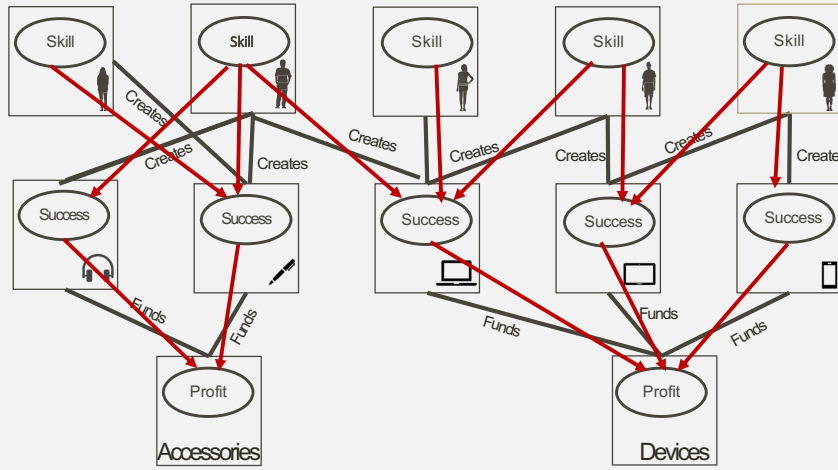 Skill
Skill
Skill
Skill
Skill
Creates
Creates
Creates
Creates
Creates
Creates
Creates
Create
Success
Success
Success
Success
Success
Funds
Funds
Funds
Funds
Funds
Profit
Profit
Accessories
Devices